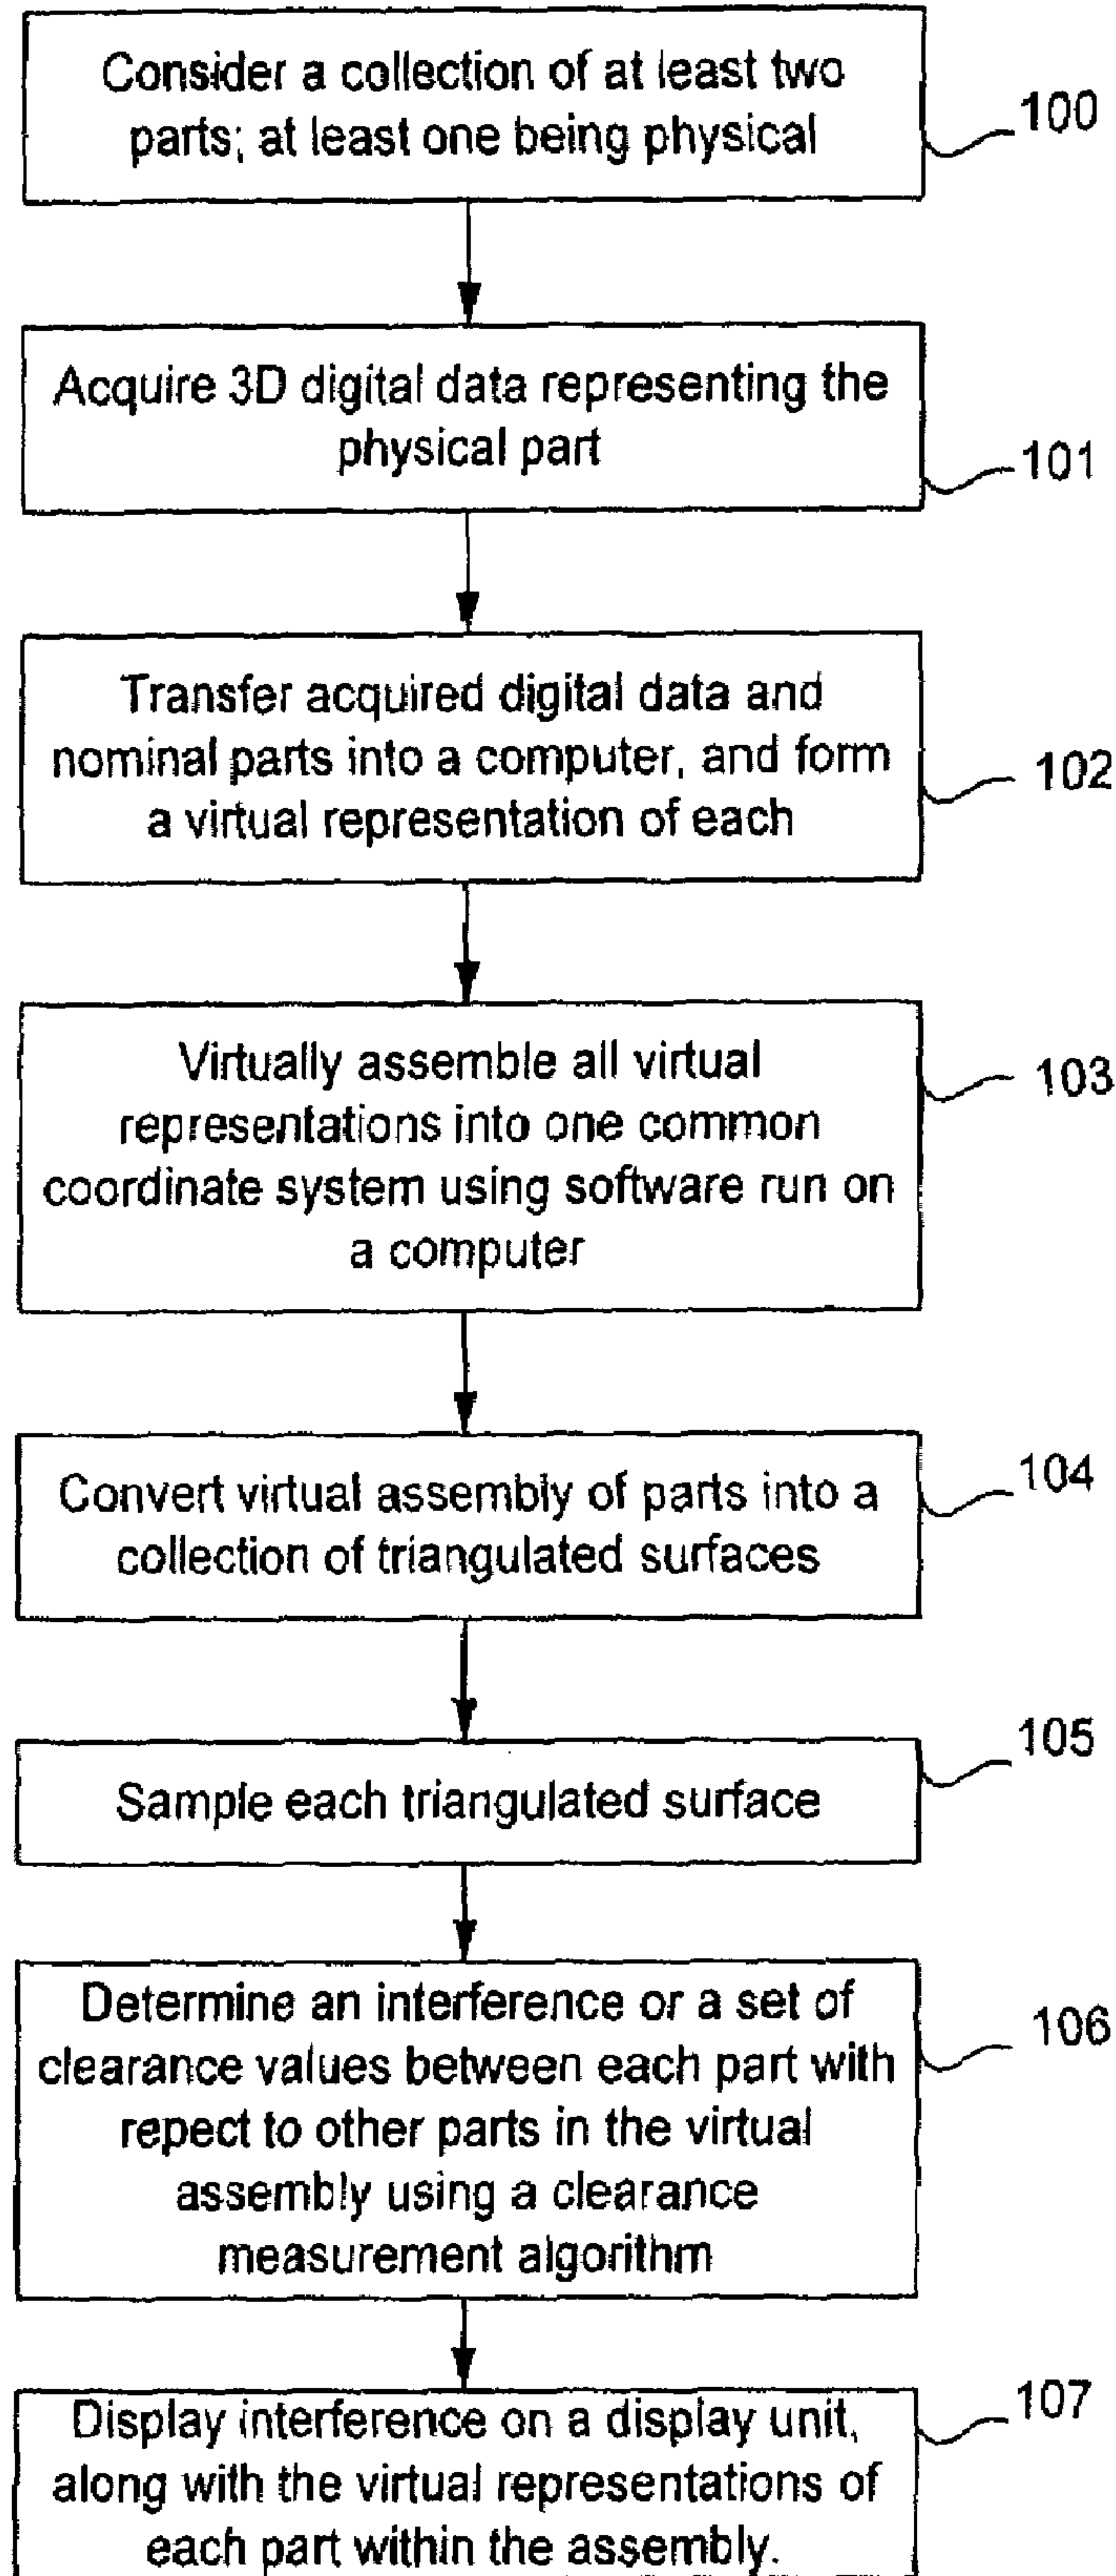 Consider a collection of at least two
parts; at least one being physical
100
Acquire 3D digital data representing the
physical part
101
Transfer acquired digital data and
nominal parts into a computer, and form
a virtual representation of each
102
Virtually assemble all virtual
representations into one common
coordinate system using software run on
a computer
103
Convert virtual assembly of parts into a
collection of triangulated surfaces
104
Sample each triangulated surface
105
Determine an interference or a set of
clearance values between each part with
repect to other parts in the virtual
assembly using a clearance
measurement algorithm
106
Display interference on a display unit,
along with the virtual representations of
each part within the assembly.
107